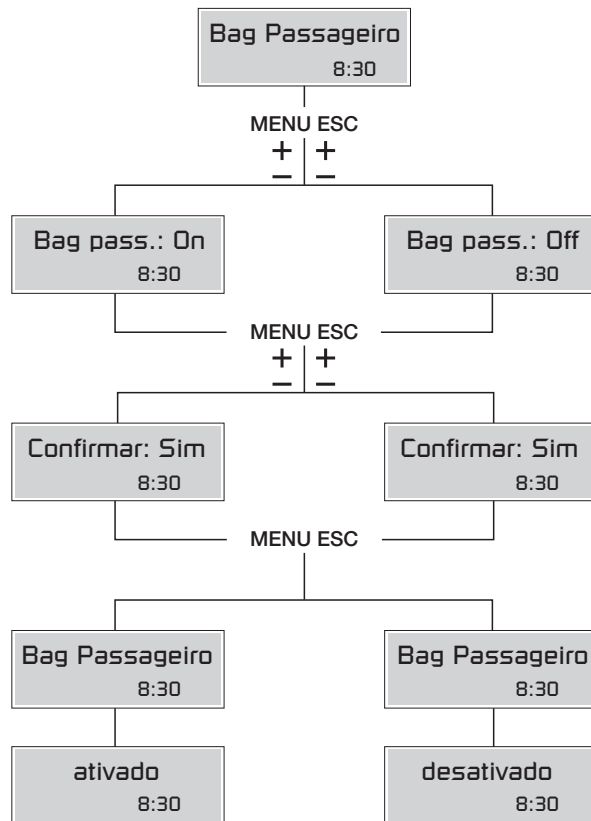 Bag Passageiro
8:30
MENU ESC
+ +
– –
Bag pass.: On
8:30
Bag pass.: Off
8:30
MENU ESC
+ +
– –
Confirmar: Sim
8:30
Confirmar: Sim
8:30
MENU ESC
Bag Passageiro
8:30
Bag Passageiro
8:30
ativado
8:30
desativado
8:30